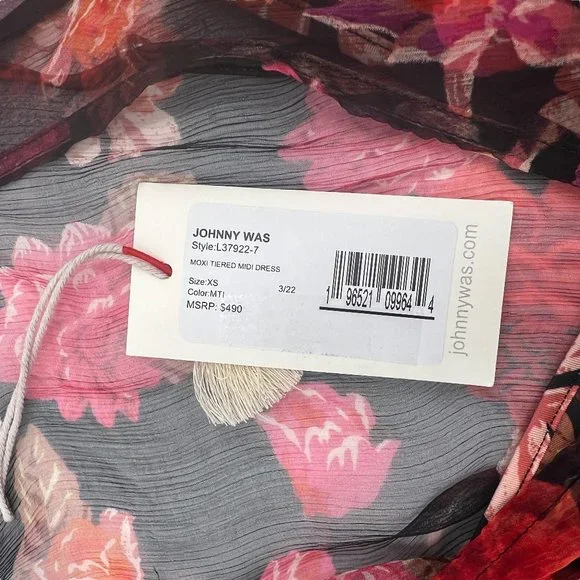 JOHNNY WAS
Style:L37922-7
MOXI TIERED MIDI DRESS
Size:XS 3/22
Color:MTI
MSRP: $490
1 96521 09964 4
johnnywas.com